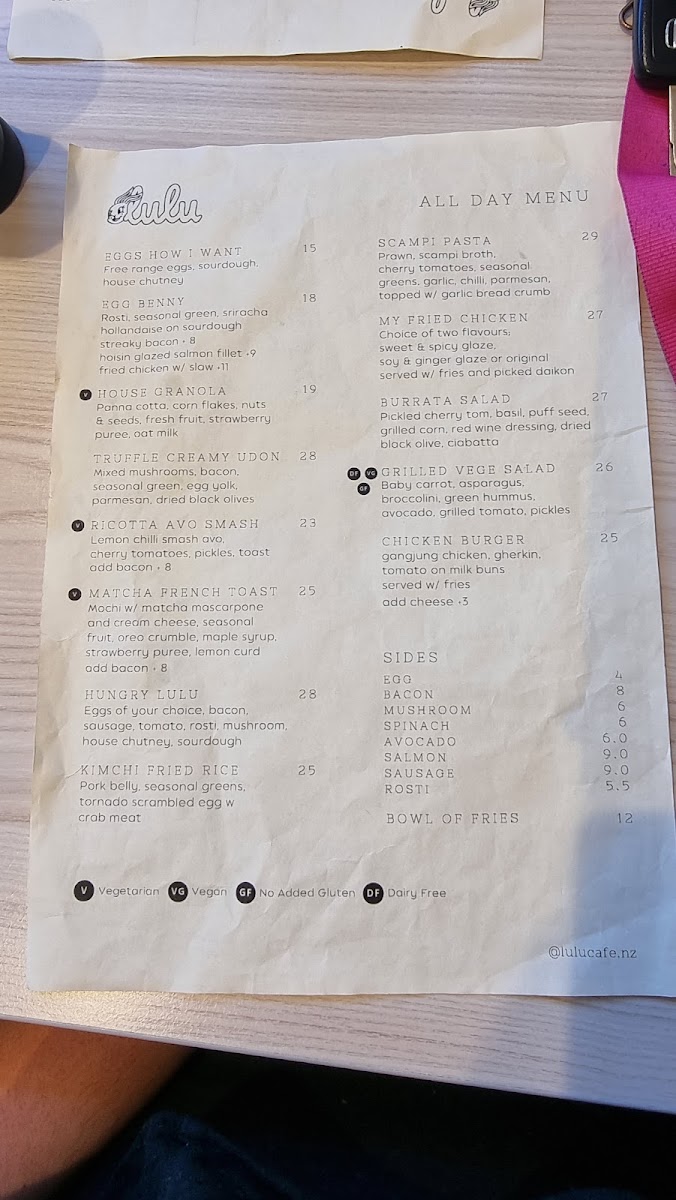 lulu
ALL DAY MENU
EGGS HOW I WANT 15
Free range eggs, sourdough,
house chutney
EGG BENNY 18
Rosti, seasonal green, sriracha
hollandaise on sourdough
streaky bacon + 8
hoisin glazed salmon fillet +9
fried chicken w/ slaw +11
V HOUSE GRANOLA 19
Panna cotta, corn flakes, nuts
& seeds, fresh fruit, strawberry
puree, oat milk
TRUFFLE CREAMY UDON 28
Mixed mushrooms, bacon,
seasonal green, egg yolk,
parmesan, dried black olives
V RICOTTA AVO SMASH 23
Lemon chilli smash avo,
cherry tomatoes, pickles, toast
add bacon + 8
V MATCHA FRENCH TOAST 25
Mochi w/ matcha mascarpone
and cream cheese, seasonal
fruit, oreo crumble, maple syrup,
strawberry puree, lemon curd
add bacon + 8
HUNGRY LULU 28
Eggs of your choice, bacon,
sausage, tomato, rosti, mushroom,
house chutney, sourdough
KIMCHI FRIED RICE 25
Pork belly, seasonal greens,
tornado scrambled egg w
crab meat
SCAMPI PASTA 29
Prawn, scampi broth,
cherry tomatoes, seasonal
greens, garlic, chilli, parmesan,
topped w/ garlic bread crumb
MY FRIED CHICKEN 27
Choice of two flavours;
sweet & spicy glaze,
soy & ginger glaze or original
served w/ fries and picked daikon
BURRATA SALAD 27
Pickled cherry tom, basil, puff seed,
grilled corn, red wine dressing, dried
black olive, ciabatta
DF VG GF GRILLED VEGE SALAD 26
Baby carrot, asparagus,
broccolini, green hummus,
avocado, grilled tomato, pickles
CHICKEN BURGER 25
gangjung chicken, gherkin,
tomato on milk buns
served w/ fries
add cheese +3
SIDES
EGG 4
BACON 8
MUSHROOM 6
SPINACH 6
AVOCADO 6.0
SALMON 9.0
SAUSAGE 9.0
ROSTI 5.5
BOWL OF FRIES 12
V Vegetarian VG Vegan GF No Added Gluten DF Dairy Free
@lulucafe.nz